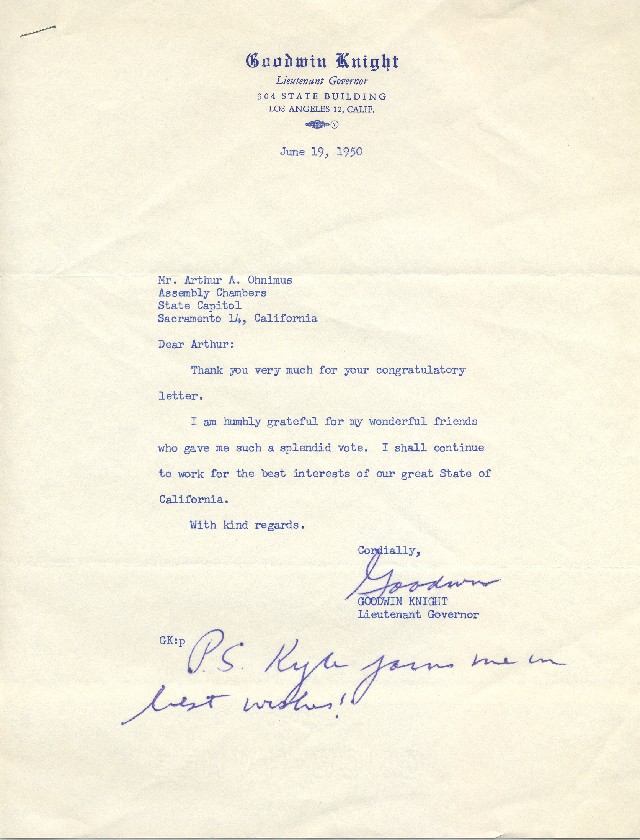 Goodwin Knight
Lieutenant Governor
304 STATE BUILDING
LOS ANGELES 12, CALIF.
June 19, 1950
Mr. Arthur A. Ohnimus
Assembly Chambers
State Capitol
Sacramento 14, California
Dear Arthur:
Thank you very much for your congratulatory
letter.
I am humbly grateful for my wonderful friends
who gave me such a splendid vote. I shall continue
to work for the best interests of our great State of
California.
With kind regards.
Cordially,
Goodwin
GOODWIN KNIGHT
Lieutenant Governor
GK:p
P.S. Kyle joins me in
best wishes!